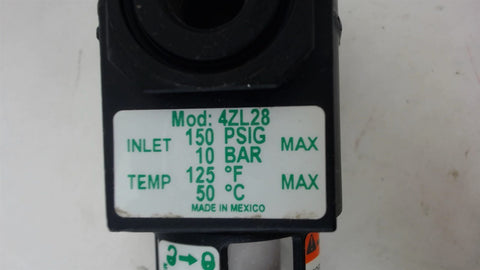 Mod: 4ZL28
INLET 150 PSIG MAX
10 BAR
TEMP 125 °F MAX
50 °C
MADE IN MEXICO